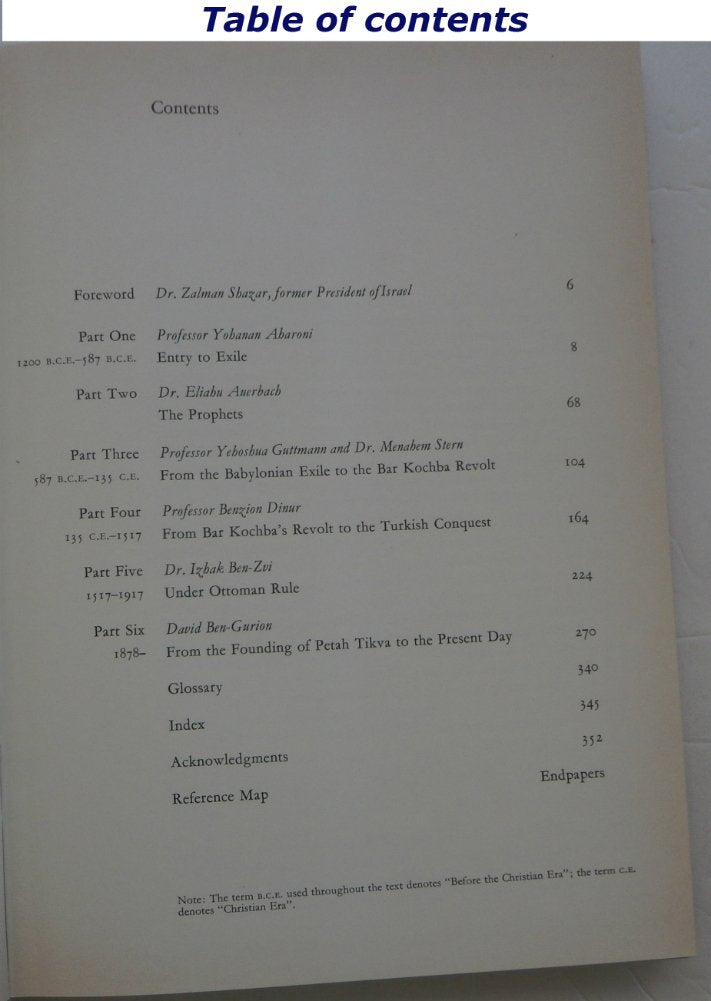 Table of contents
Contents
Foreword Dr. Zalman Shazar, former President of Israel 6
Part One Professor Yohanan Aharoni
1200 B.C.E.–587 B.C.E. Entry to Exile 8
Part Two Dr. Eliahu Auerbach
The Prophets 68
Part Three Professor Yehoshua Guttmann and Dr. Menahem Stern
587 B.C.E.–135 C.E. From the Babylonian Exile to the Bar Kochba Revolt 104
Part Four Professor Benzion Dinur
135 C.E.–1517 From Bar Kochba's Revolt to the Turkish Conquest 164
Part Five Dr. Izhak Ben-Zvi
1517–1917 Under Ottoman Rule 224
Part Six David Ben-Gurion
1878– From the Founding of Petah Tikva to the Present Day 270
Glossary 340
Index 345
Acknowledgments 352
Reference Map Endpapers
Note: The term B.C.E. used throughout the text denotes "Before the Christian Era"; the term C.E.
denotes "Christian Era".